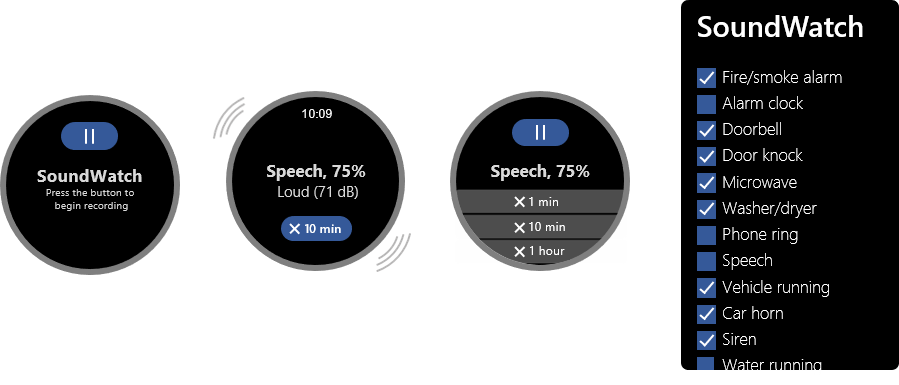 SoundWatch
Press the button to
begin recording
10:09
Speech, 75%
Loud (71 dB)
10 min
Speech, 75%
1 min
10 min
1 hour
SoundWatch
Fire/smoke alarm
Alarm clock
Doorbell
Door knock
Microwave
Washer/dryer
Phone ring
Speech
Vehicle running
Car horn
Siren
Water running